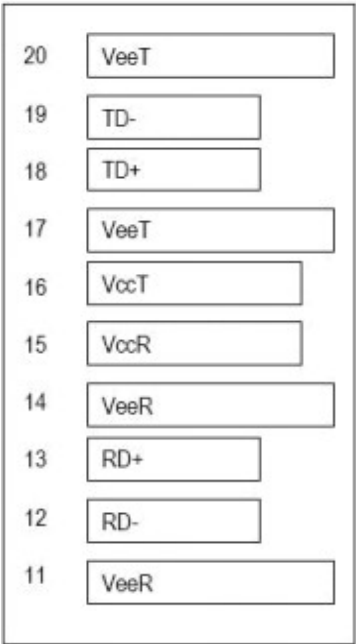 20 VeeT
19 TD-
18 TD+
17 VeeT
16 VccT
15 VccR
14 VeeR
13 RD+
12 RD-
11 VeeR